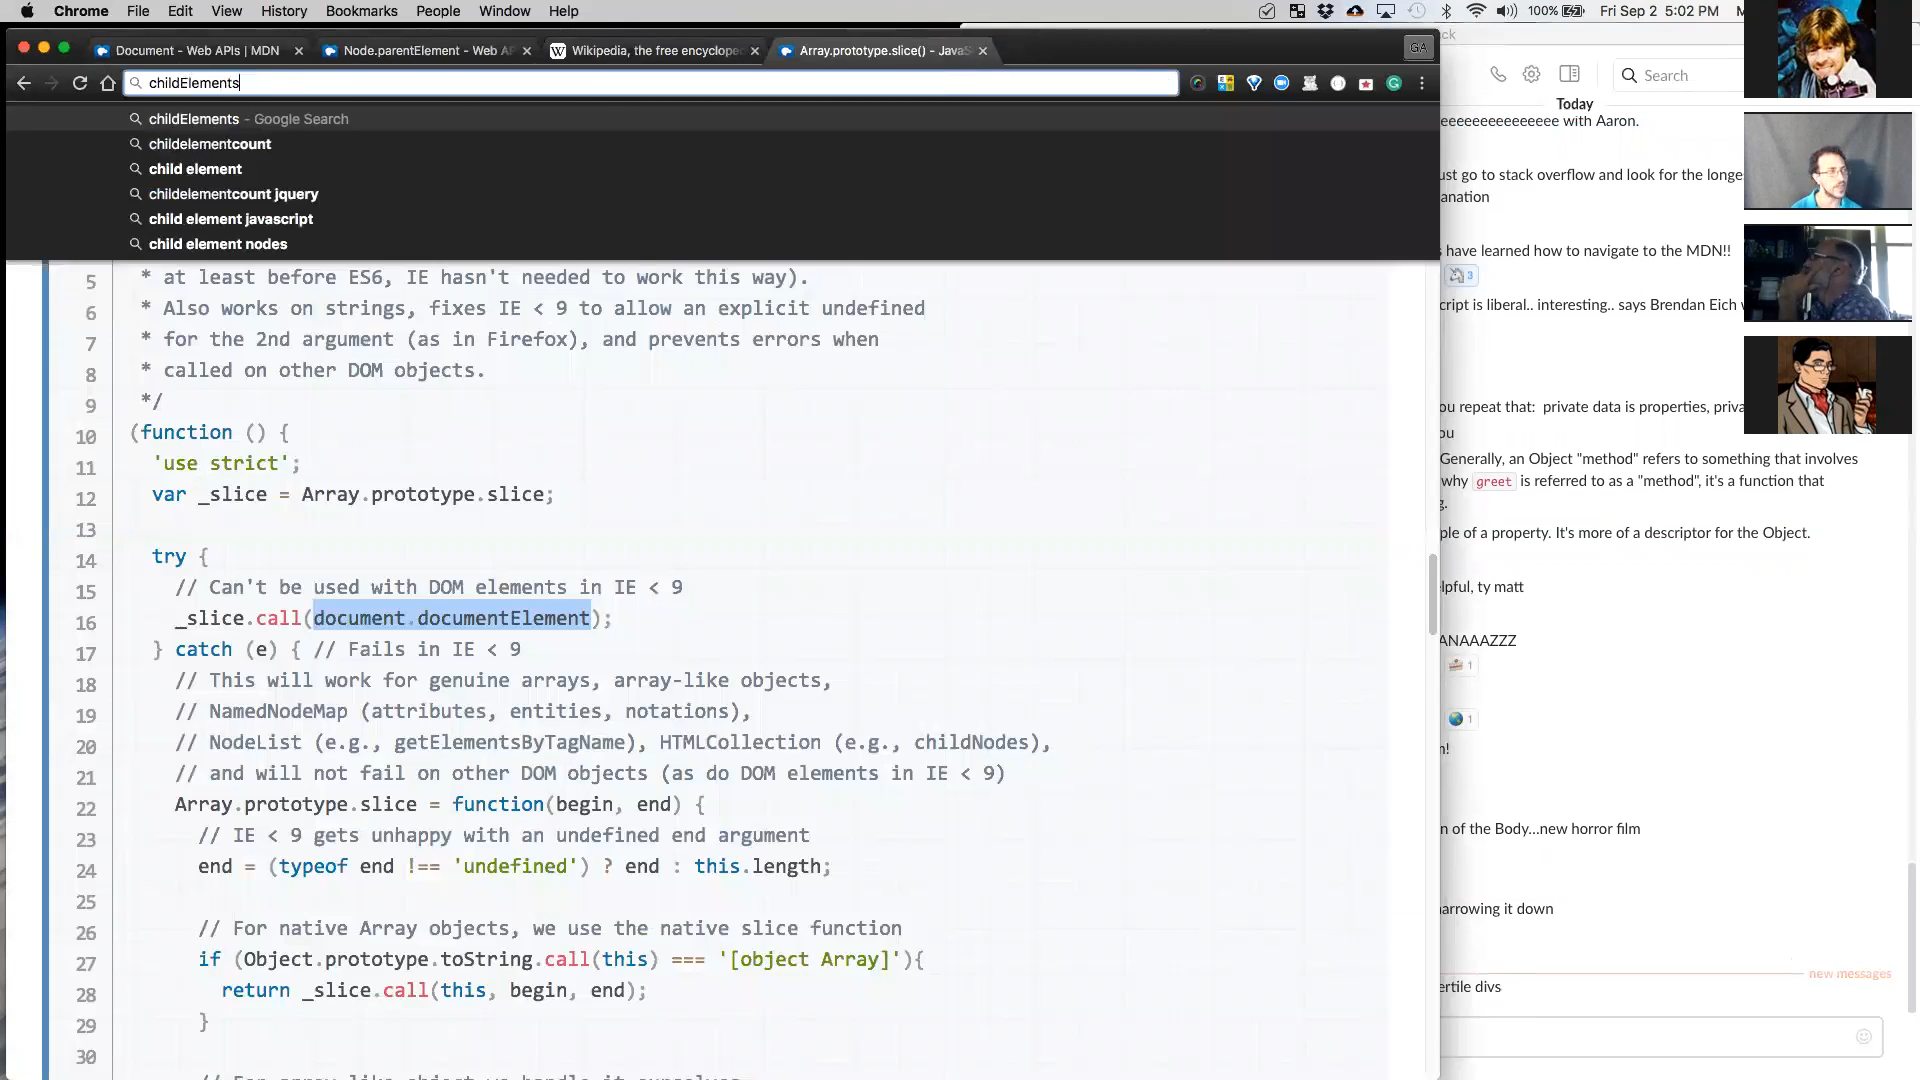 Chrome File Edit View History Bookmarks People Window Help
100% Fri Sep 2 5:02 PM
Document - Web APIs | MDN
Node.parentElement - Web AP
Wikipedia, the free encyclope
Array.prototype.slice() - JavaS
GA
childElements
childElements - Google Search
childelementcount
child element
childelementcount jquery
child element javascript
child element nodes
5 * at least before ES6, IE hasn't needed to work this way).
6 * Also works on strings, fixes IE < 9 to allow an explicit undefined
7 * for the 2nd argument (as in Firefox), and prevents errors when
8 * called on other DOM objects.
9 */
10 (function () {
11 'use strict';
12 var _slice = Array.prototype.slice;
13
14 try {
15 // Can't be used with DOM elements in IE < 9
16 _slice.call(document.documentElement);
17 } catch (e) { // Fails in IE < 9
18 // This will work for genuine arrays, array-like objects,
19 // NamedNodeMap (attributes, entities, notations),
20 // NodeList (e.g., getElementsByTagName), HTMLCollection (e.g., childNodes),
21 // and will not fail on other DOM objects (as do DOM elements in IE < 9)
22 Array.prototype.slice = function(begin, end) {
23 // IE < 9 gets unhappy with an undefined end argument
24 end = (typeof end !== 'undefined') ? end : this.length;
25
26 // For native Array objects, we use the native slice function
27 if (Object.prototype.toString.call(this) === '[object Array]'){
28 return _slice.call(this, begin, end);
29 }
30
ck
Search
Today
eeeeeeeeeeeeeee with Aaron.
ust go to stack overflow and look for the longes
anation
s have learned how to navigate to the MDN!!
3
cript is liberal.. interesting.. says Brendan Eich
ou repeat that: private data is properties, priva
ou
Generally, an Object "method" refers to something that involves
why greet is referred to as a "method", it's a function that
g.
ple of a property. It's more of a descriptor for the Object.
elpful, ty matt
ANAAAZZZ
1
1
n!
n of the Body...new horror film
narrowing it down
new messages
ertile divs